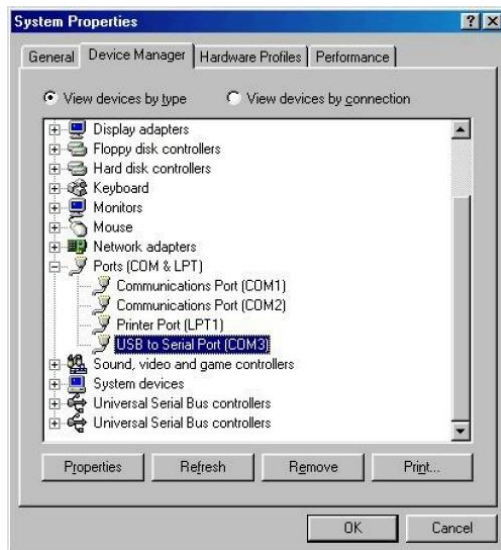 System Properties
? ×
General Device Manager Hardware Profiles Performance
View devices by type View devices by connection
Display adapters
Floppy disk controllers
Hard disk controllers
Keyboard
Monitors
Mouse
Network adapters
Ports (COM & LPT)
Communications Port (COM1)
Communications Port (COM2)
Printer Port (LPT1)
USB to Serial Port (COM3)
Sound, video and game controllers
System devices
Universal Serial Bus controllers
Universal Serial Bus controllers
Properties Refresh Remove Print...
OK Cancel